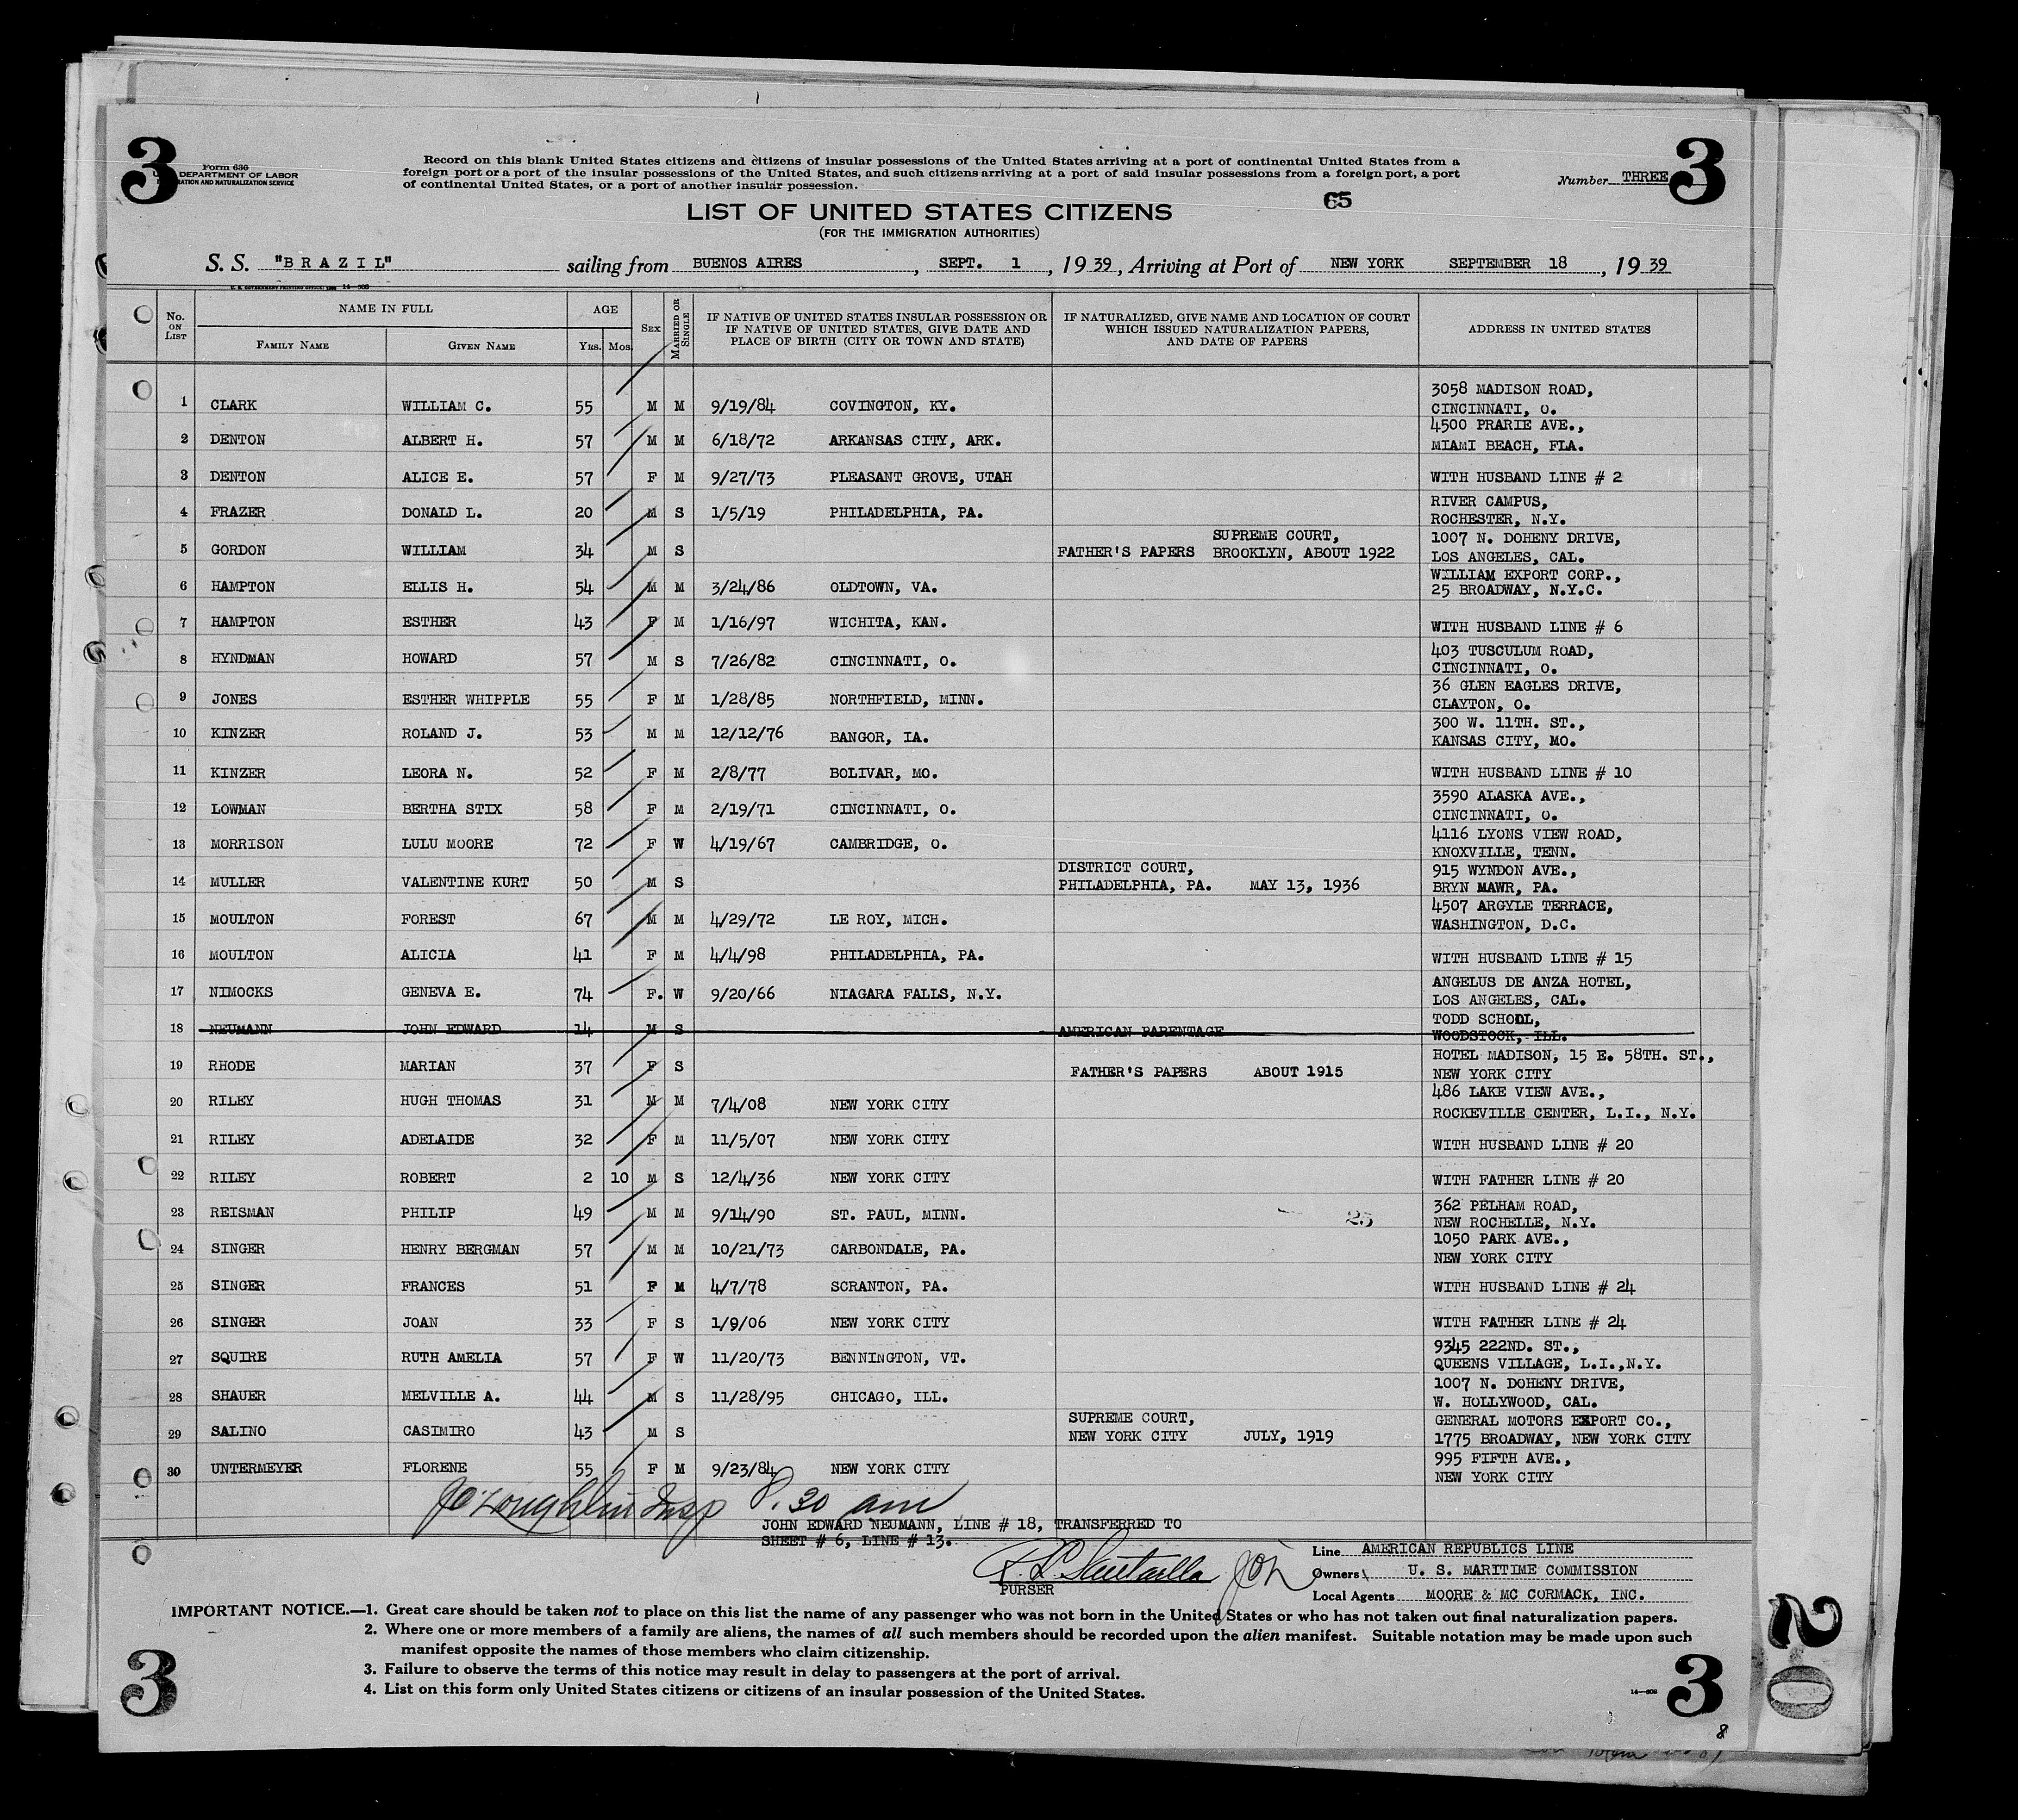 3 3
Form 630
DEPARTMENT OF LABOR
RATION AND NATURALIZATION SERVICE
Record on this blank United States citizens and citizens of insular possessions of the United States arriving at a port of continental United States from a
foreign port or a port of the insular possessions of the United States, and such citizens arriving at a port of said insular possessions from a foreign port, a port
of continental United States, or a port of another insular possession.
Number THREE
65
LIST OF UNITED STATES CITIZENS
(FOR THE IMMIGRATION AUTHORITIES)
S. S. "BRAZIL" sailing from BUENOS AIRES, SEPT. 1, 1939, Arriving at Port of NEW YORK SEPTEMBER 18, 1939
No. ON LIST
NAME IN FULL
FAMILY NAME GIVEN NAME
AGE
YRS. MOS.
SEX
MARRIED OR SINGLE
IF NATIVE OF UNITED STATES INSULAR POSSESSION OR
IF NATIVE OF UNITED STATES, GIVE DATE AND
PLACE OF BIRTH (CITY OR TOWN AND STATE)
IF NATURALIZED, GIVE NAME AND LOCATION OF COURT
WHICH ISSUED NATURALIZATION PAPERS,
AND DATE OF PAPERS
ADDRESS IN UNITED STATES
1 CLARK WILLIAM C. 55 M M 9/19/84 COVINGTON, KY. 3058 MADISON ROAD,
CINCINNATI, O.
2 DENTON ALBERT H. 57 M M 6/18/72 ARKANSAS CITY, ARK. 4500 PRARIE AVE.,
MIAMI BEACH, FLA.
3 DENTON ALICE E. 57 F M 9/27/73 PLEASANT GROVE, UTAH WITH HUSBAND LINE # 2
4 FRAZER DONALD L. 20 M S 1/5/19 PHILADELPHIA, PA. RIVER CAMPUS,
ROCHESTER, N.Y.
5 GORDON WILLIAM 34 M S FATHER'S PAPERS SUPREME COURT,
BROOKLYN, ABOUT 1922 1007 N. DOHENY DRIVE,
LOS ANGELES, CAL.
6 HAMPTON ELLIS H. 54 M M 3/24/86 OLDTOWN, VA. WILLIAM EXPORT CORP.,
25 BROADWAY, N.Y.C.
7 HAMPTON ESTHER 43 F M 1/16/97 WICHITA, KAN. WITH HUSBAND LINE # 6
8 HYNDMAN HOWARD 57 M S 7/26/82 CINCINNATI, O. 403 TUSCULUM ROAD,
CINCINNATI, O.
9 JONES ESTHER WHIPPLE 55 F M 1/28/85 NORTHFIELD, MINN. 36 GLEN EAGLES DRIVE,
CLAYTON, O.
10 KINZER ROLAND J. 53 M M 12/12/76 BANGOR, IA. 300 W. 11TH. ST.,
KANSAS CITY, MO.
11 KINZER LEORA N. 52 F M 2/8/77 BOLIVAR, MO. WITH HUSBAND LINE # 10
12 LOWMAN BERTHA STIX 58 F M 2/19/71 CINCINNATI, O. 3590 ALASKA AVE.,
CINCINNATI, O.
13 MORRISON LULU MOORE 72 F W 4/19/67 CAMBRIDGE, O. 4116 LYONS VIEW ROAD,
KNOXVILLE, TENN.
14 MULLER VALENTINE KURT 50 M S DISTRICT COURT,
PHILADELPHIA, PA. MAY 13, 1936 915 WYNDON AVE.,
BRYN MAWR, PA.
15 MOULTON FOREST 67 M M 4/29/72 LE ROY, MICH. 4507 ARGYLE TERRACE,
WASHINGTON, D.C.
16 MOULTON ALICIA 41 F M 4/4/98 PHILADELPHIA, PA. WITH HUSBAND LINE # 15
17 NIMOCKS GENEVA E. 74 F. W 9/20/66 NIAGARA FALLS, N.Y. ANGELUS DE ANZA HOTEL,
LOS ANGELES, CAL.
18 NEUMANN JOHN EDWARD 14 M S AMERICAN PARENTAGE TODD SCHOOL,
WOODSTOCK, ILL.
19 RHODE MARIAN 37 F S FATHER'S PAPERS ABOUT 1915 HOTEL MADISON, 15 E. 58TH. ST.,
NEW YORK CITY
20 RILEY HUGH THOMAS 31 M M 7/4/08 NEW YORK CITY 486 LAKE VIEW AVE.,
ROCKEVILLE CENTER, L.I., N.Y.
21 RILEY ADELAIDE 32 F M 11/5/07 NEW YORK CITY WITH HUSBAND LINE # 20
22 RILEY ROBERT 2 10 M S 12/4/36 NEW YORK CITY WITH FATHER LINE # 20
23 REISMAN PHILIP 49 M M 9/14/90 ST. PAUL, MINN. 25 362 PELHAM ROAD,
NEW ROCHELLE, N.Y.
24 SINGER HENRY BERGMAN 57 M M 10/21/73 CARBONDALE, PA. 1050 PARK AVE.,
NEW YORK CITY
25 SINGER FRANCES 51 F M 4/7/78 SCRANTON, PA. WITH HUSBAND LINE # 24
26 SINGER JOAN 33 F S 1/9/06 NEW YORK CITY WITH FATHER LINE # 24
27 SQUIRE RUTH AMELIA 57 F W 11/20/73 BENNINGTON, VT. 9345 222ND. ST.,
QUEENS VILLAGE, L.I.,N.Y.
28 SHAUER MELVILLE A. 44 M S 11/28/95 CHICAGO, ILL. 1007 N. DOHENY DRIVE,
W. HOLLYWOOD, CAL.
29 SALINO CASIMIRO 43 M S SUPREME COURT,
NEW YORK CITY JULY, 1919 GENERAL MOTORS EXPORT CO.,
1775 BROADWAY, NEW YORK CITY
30 UNTERMEYER FLORENE 55 F M 9/23/84 NEW YORK CITY 995 FIFTH AVE.,
NEW YORK CITY
JO'Loughlin Insp 8.30 am
JOHN EDWARD NEUMANN, LINE # 18, TRANSFERRED TO
SHEET # 6, LINE # 13.
PURSER
Line AMERICAN REPUBLICS LINE
Owners U. S. MARITIME COMMISSION
Local Agents MOORE & MC CORMACK, INC.
IMPORTANT NOTICE.—1. Great care should be taken not to place on this list the name of any passenger who was not born in the United States or who has not taken out final naturalization papers.
2. Where one or more members of a family are aliens, the names of all such members should be recorded upon the alien manifest. Suitable notation may be made upon such
manifest opposite the names of those members who claim citizenship.
3. Failure to observe the terms of this notice may result in delay to passengers at the port of arrival.
4. List on this form only United States citizens or citizens of an insular possession of the United States.
3 3
8
20